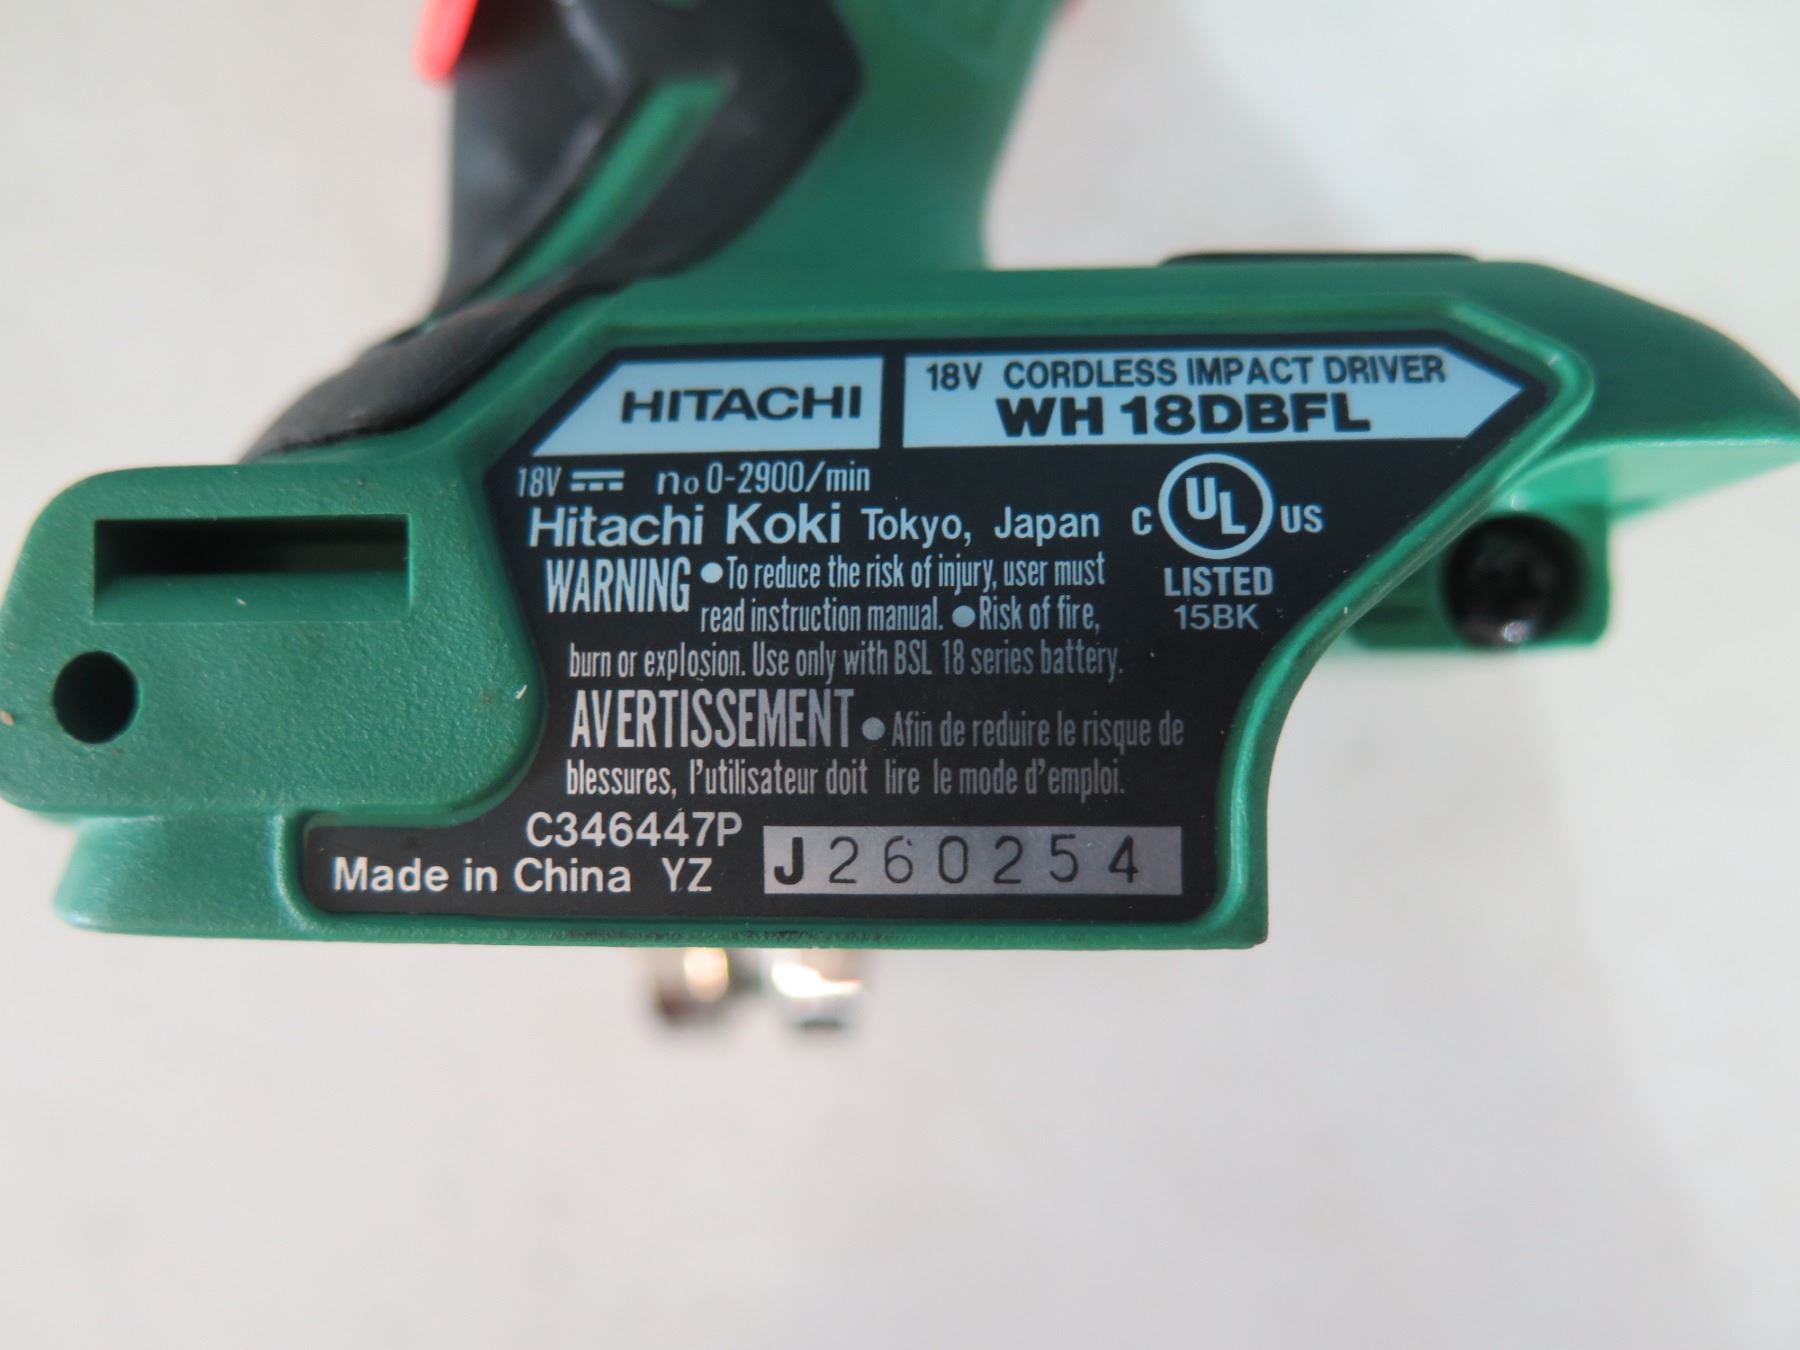 HITACHI
18V CORDLESS IMPACT DRIVER
WH 18DBFL
18V ⎓ no 0-2900/min
Hitachi Koki Tokyo, Japan
C UL US
LISTED
15BK
WARNING ●To reduce the risk of injury, user must
read instruction manual. ●Risk of fire,
burn or explosion. Use only with BSL 18 series battery.
AVERTISSEMENT ●Afin de reduire le risque de
blessures, l'utilisateur doit lire le mode d'emploi.
C346447P
Made in China YZ
J260254